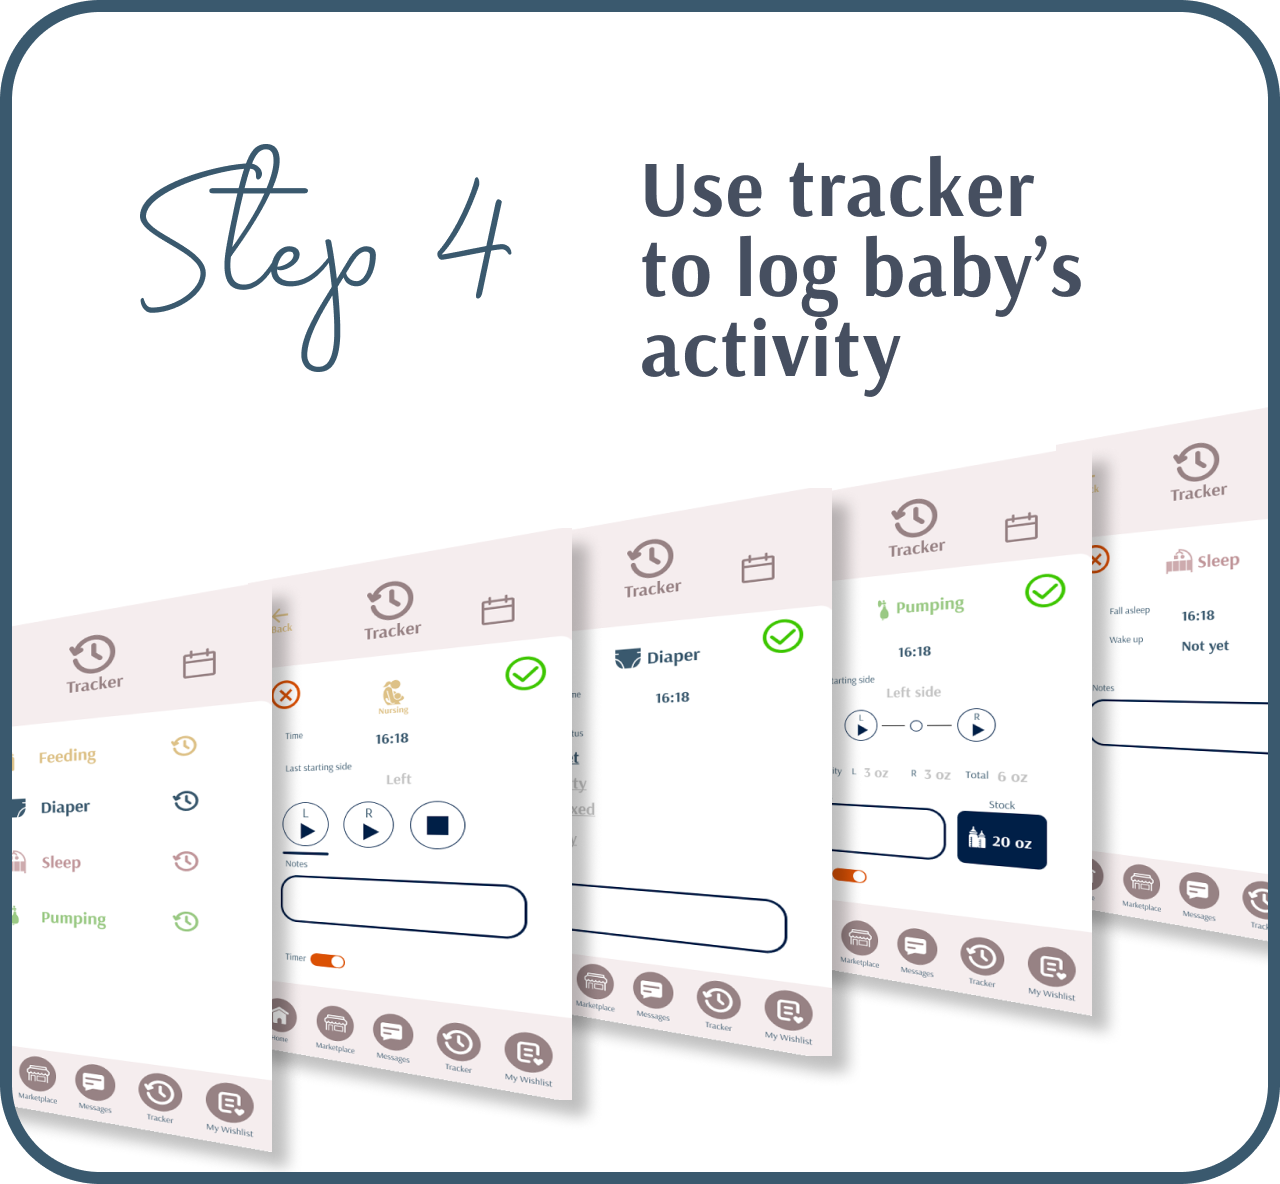 Step 4
Use tracker
to log baby's
activity
Tracker
Feeding
Diaper
Sleep
Pumping
Marketplace
Messages
Tracker
My Wishlist
Back
Tracker
Nursing
Time
16:18
Last starting side
Left
L
R
Notes
Timer
Marketplace
Messages
Tracker
My Wishlist
Tracker
Diaper
16:18
Marketplace
Messages
Tracker
My Wishlist
Tracker
Pumping
16:18
starting side
Left side
L
R
L 3 oz R 3 oz Total 6 oz
Stock
20 oz
Marketplace
Messages
Tracker
My Wishlist
Tracker
Sleep
Fall asleep 16:18
Wake up Not yet
Notes
Marketplace
Messages